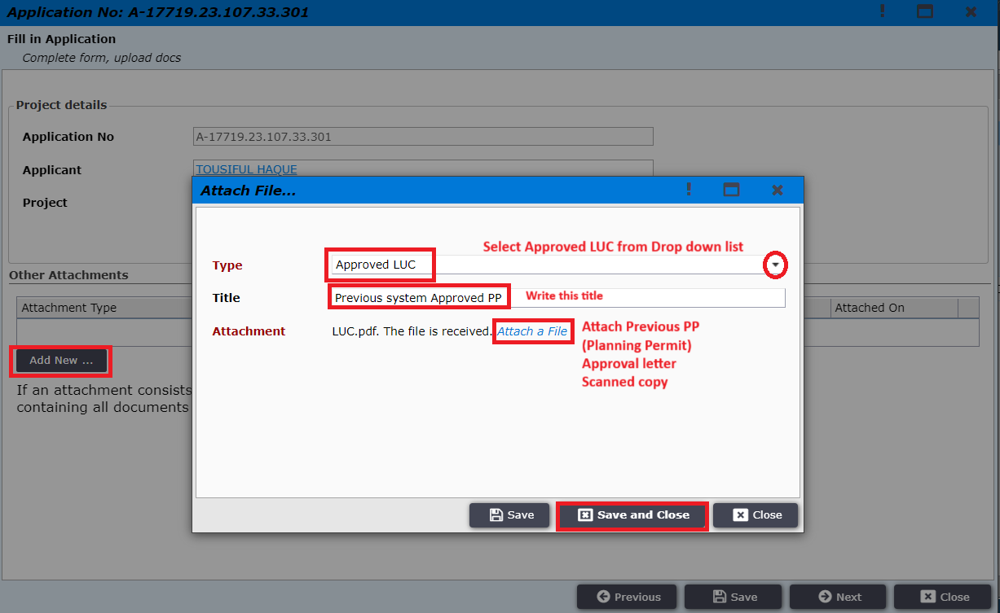 Application No: A-17719.23.107.33.301
Fill in Application
Complete form, upload docs
Project details
Application No
A-17719.23.107.33.301
Applicant
TOUSIFUL HAQUE
Project
Attach File...
Select Approved LUC from Drop down list
Type
Approved LUC
Title
Previous system Approved PP
Write this title
Attachment
LUC.pdf. The file is received. Attach a File
Attach Previous PP
(Planning Permit)
Approval letter
Scanned copy
Save
Save and Close
Close
Other Attachments
Attachment Type
Attached On
Add New ...
If an attachment consists
containing all documents
Previous
Save
Next
Close